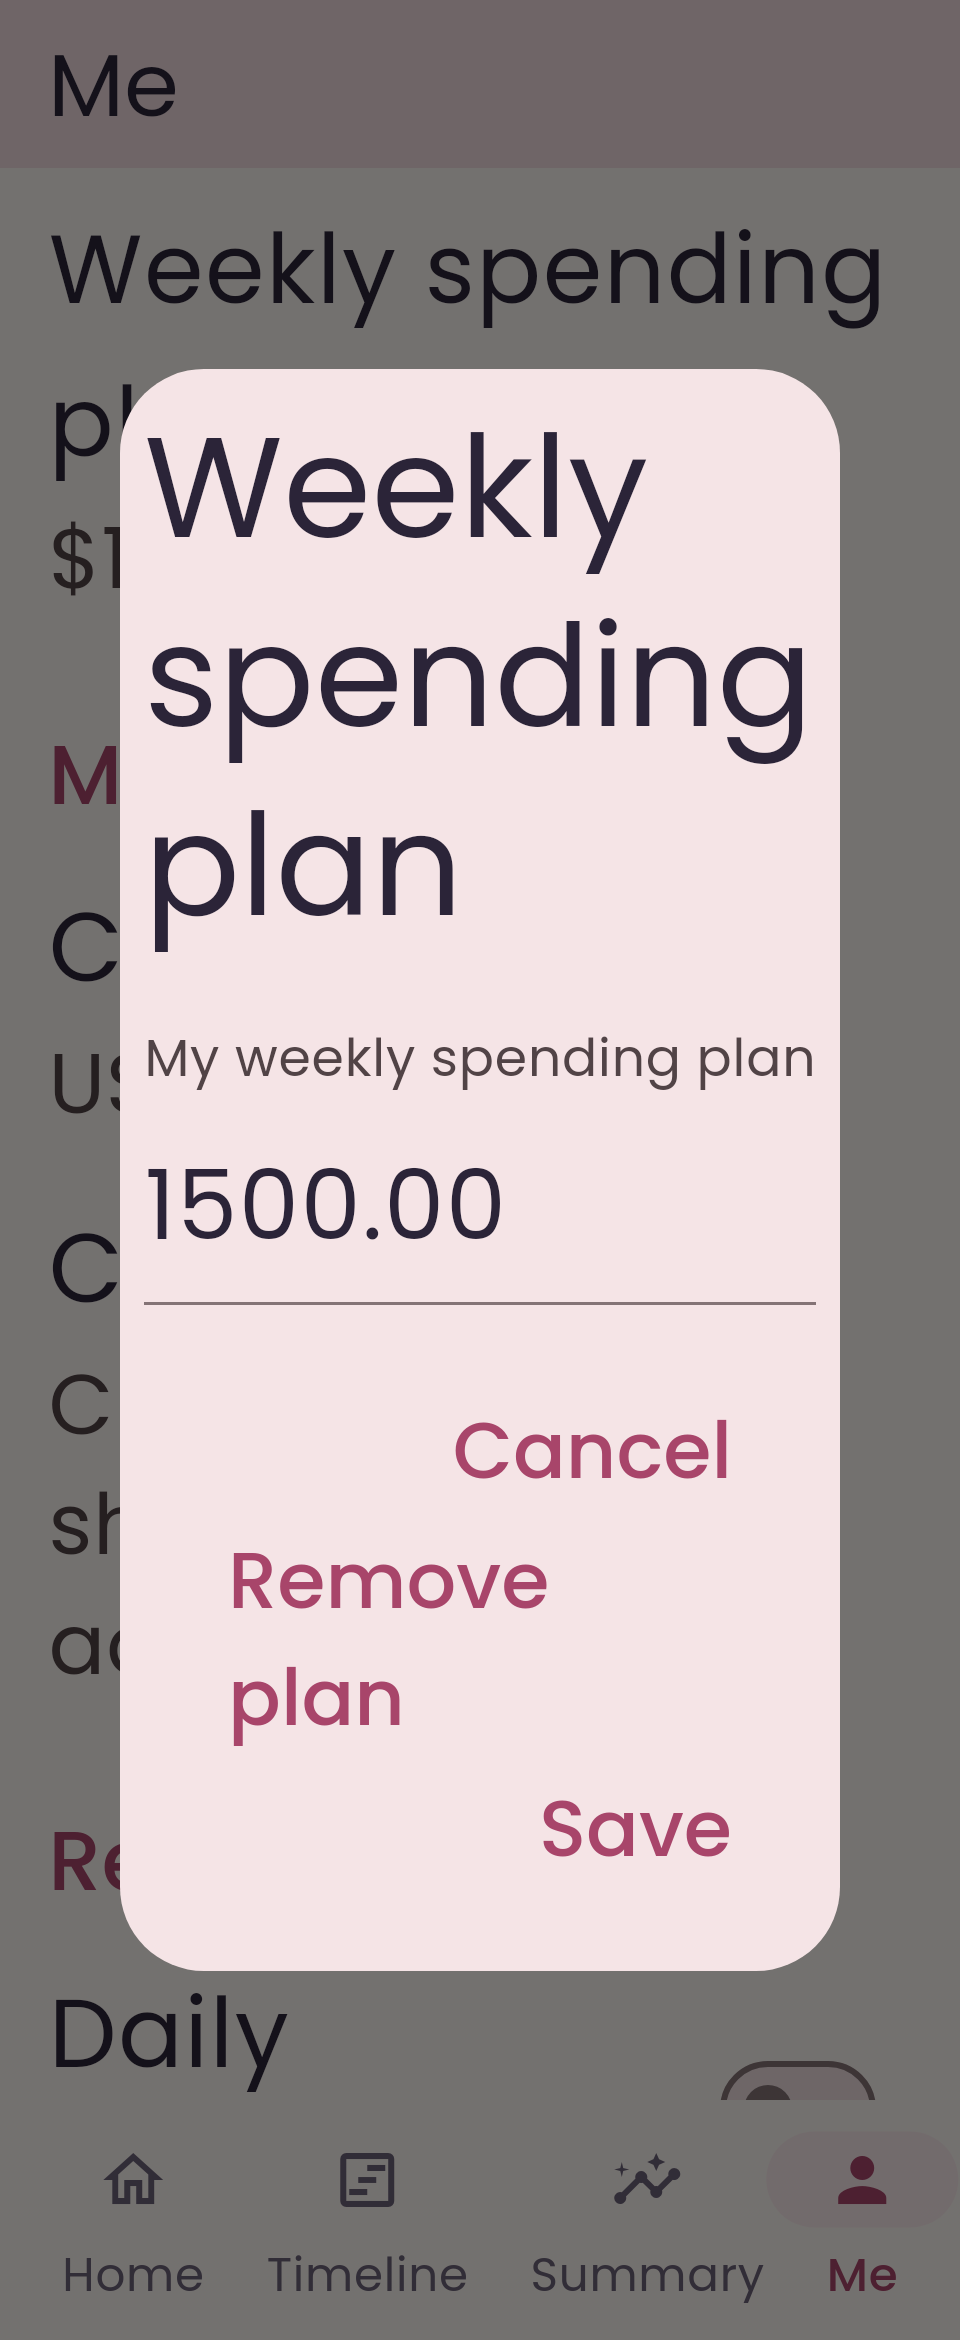 Me
Weekly spending
$1
Weekly
spending
plan
My weekly spending plan
1500.00
Cancel
Remove
plan
Save
Daily
Home
Timeline
Summary
Me